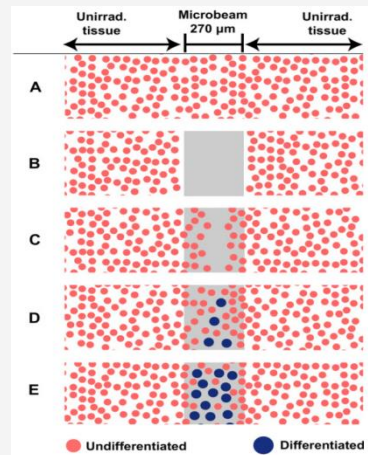 Unirrad. Microbeam Unirrad.
tissue 270 μm tissue
A
B
C
D
E
Undifferentiated Differentiated